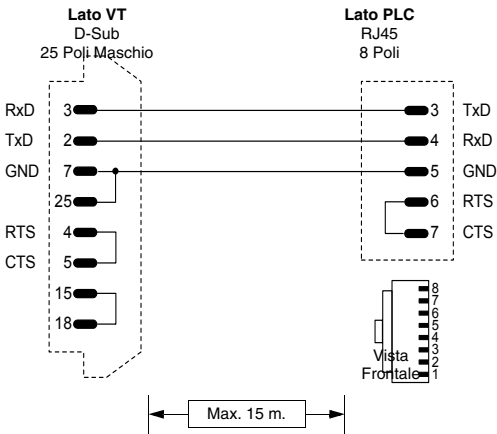 Lato VT
D-Sub
25 Poli Maschio
Lato PLC
RJ45
8 Poli
RxD 3
3 TxD
TxD 2
4 RxD
GND 7
5 GND
25
6 RTS
RTS 4
7 CTS
CTS 5
15
18
8
7
6
5
4
3
2
1
Vista
Frontale
Max. 15 m.